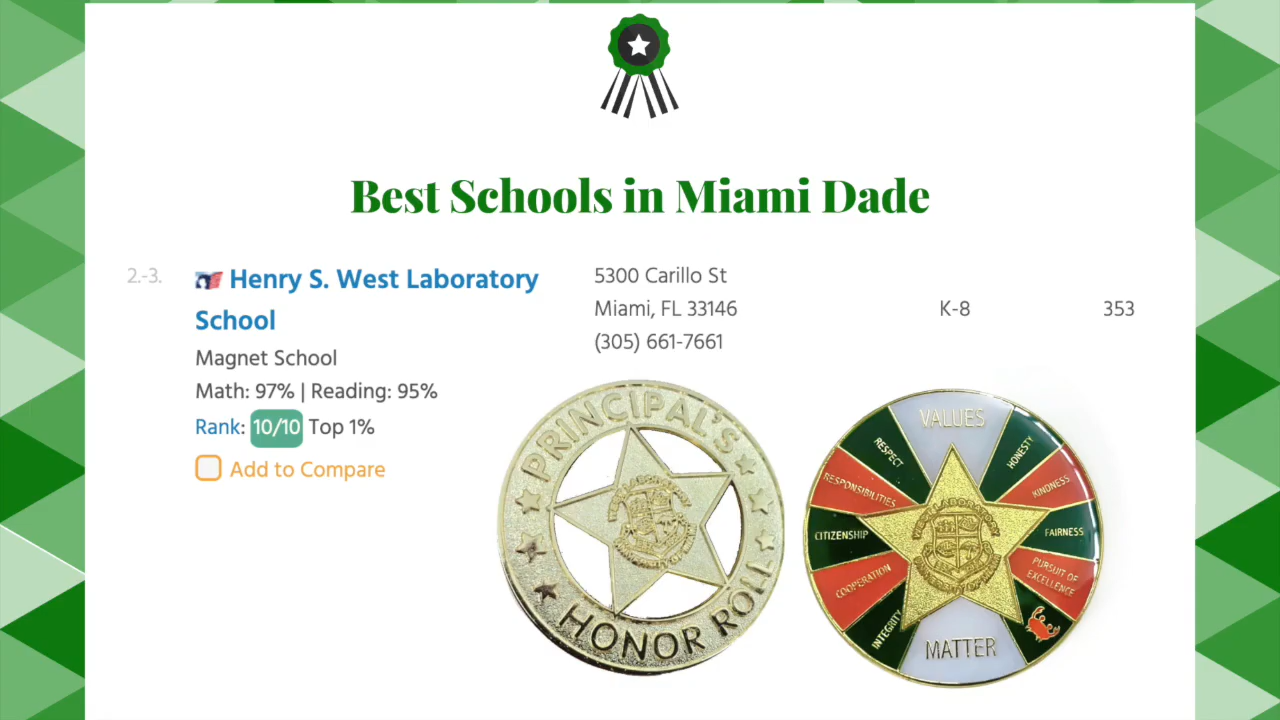 Best Schools in Miami Dade
2.-3.
Henry S. West Laboratory
School
Magnet School
Math: 97% | Reading: 95%
Rank: 10/10 Top 1%
Add to Compare
5300 Carillo St
Miami, FL 33146
(305) 661-7661
K-8
353
PRINCIPAL'S
HONOR ROLL
VALUES
HONESTY
KINDNESS
FAIRNESS
PURSUIT OF
EXCELLENCE
MATTER
INTEGRITY
COOPERATION
CITIZENSHIP
RESPONSIBILITIES
RESPECT
WEST LABORATORY